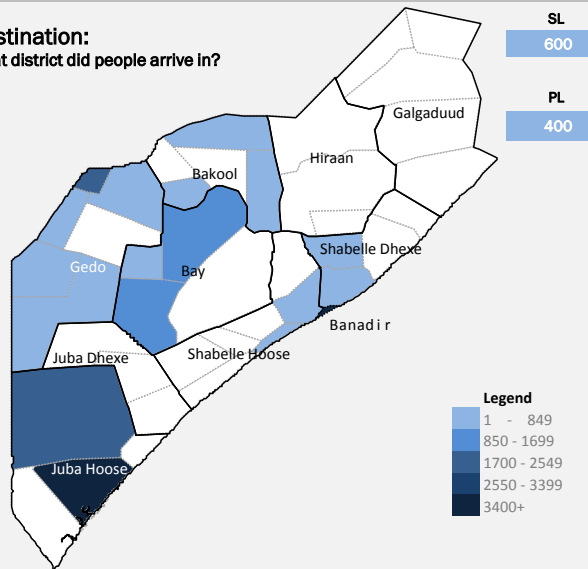 stination:
at district did people arrive in?
SL
600
PL
400
Galgaduud
Hiraan
Bakool
Shabelle Dhexe
Gedo
Bay
Banadir
Juba Dhexe
Shabelle Hoose
Juba Hoose
Legend
1 - 849
850 - 1699
1700 - 2549
2550 - 3399
3400+